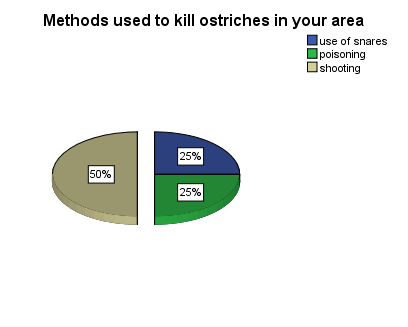 Methods used to kill ostriches in your area
use of snares
poisoning
shooting
25%
50%
25%